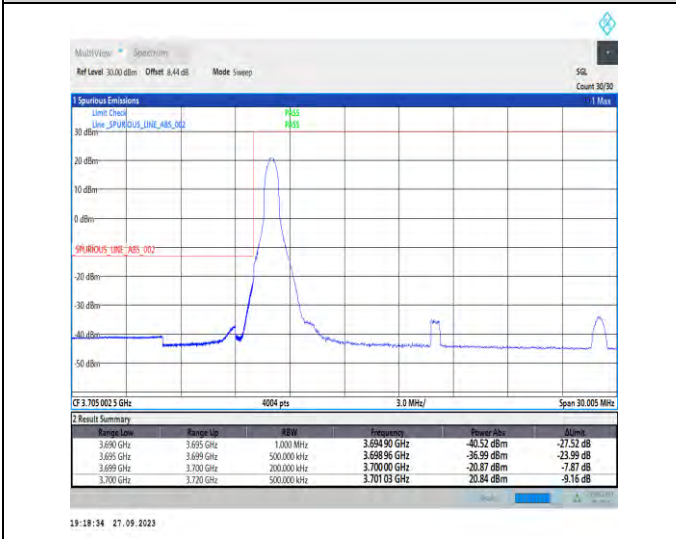 MultiView Spectrum
Ref Level 30.00 dBm Offset 8.44 dB Mode Sweep SGL
Count 30/30
1 Spurious Emissions 1 Max
Limit Check PASS
Line _SPURIOUS_LINE_ABS_002 PASS
30 dBm
20 dBm
10 dBm
0 dBm
_SPURIOUS_LINE_ABS_002
-20 dBm
-30 dBm
-40 dBm
-50 dBm
CF 3.705 002 5 GHz 4004 pts 3.0 MHz/ Span 30.005 MHz
2 Result Summary
Range Low Range Up RBW Frequency Power Abs ΔLimit
3.690 GHz 3.695 GHz 1.000 MHz 3.694 90 GHz -40.52 dBm -27.52 dB
3.695 GHz 3.699 GHz 500.000 kHz 3.698 96 GHz -36.99 dBm -23.99 dB
3.699 GHz 3.700 GHz 200.000 kHz 3.700 00 GHz -20.87 dBm -7.87 dB
3.700 GHz 3.720 GHz 500.000 kHz 3.701 03 GHz 20.84 dBm -9.16 dB
19:18:34 27.09.2023